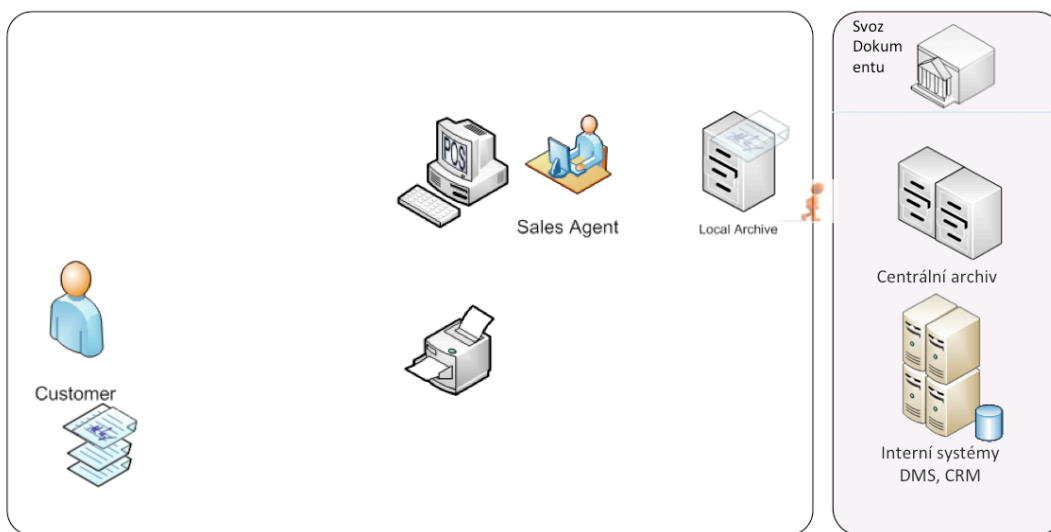 Svoz
Dokum
entu
POS
Sales Agent
Local Archive
Centrální archiv
Customer
Interní systémy
DMS, CRM